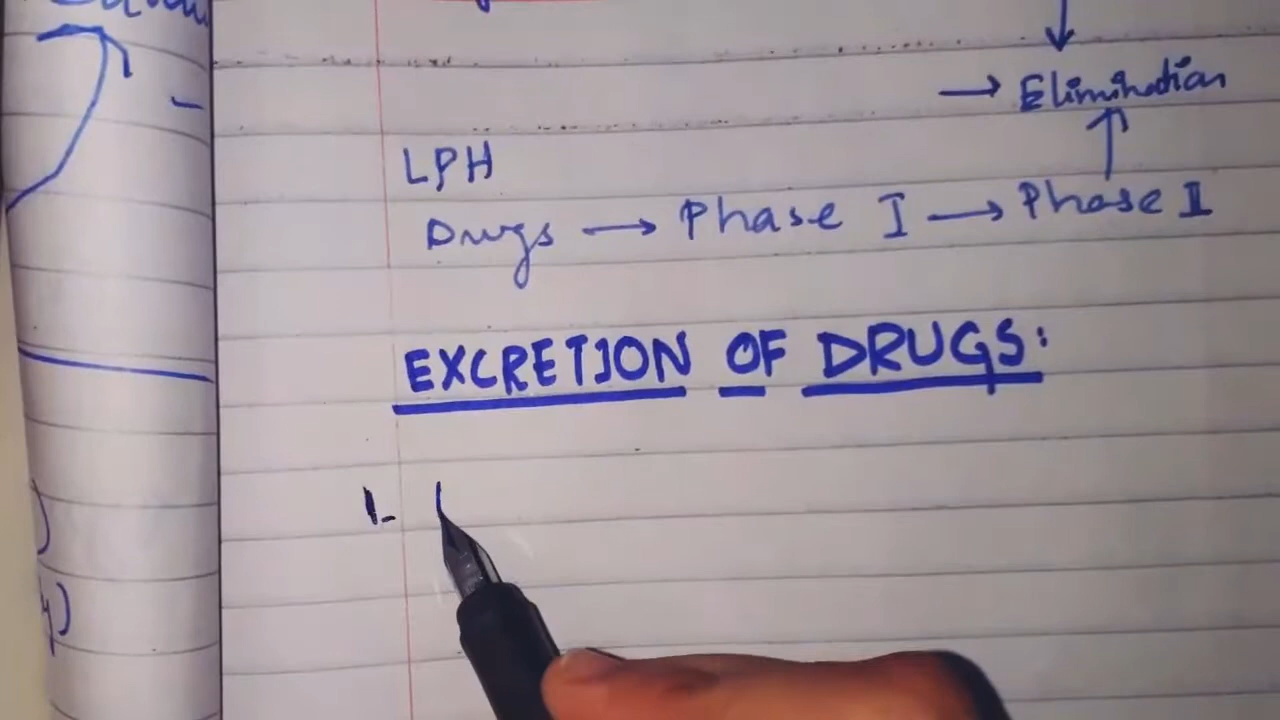 → Elimination
LPH
Drugs → Phase I → Phase II
EXCRETION OF DRUGS:
1.